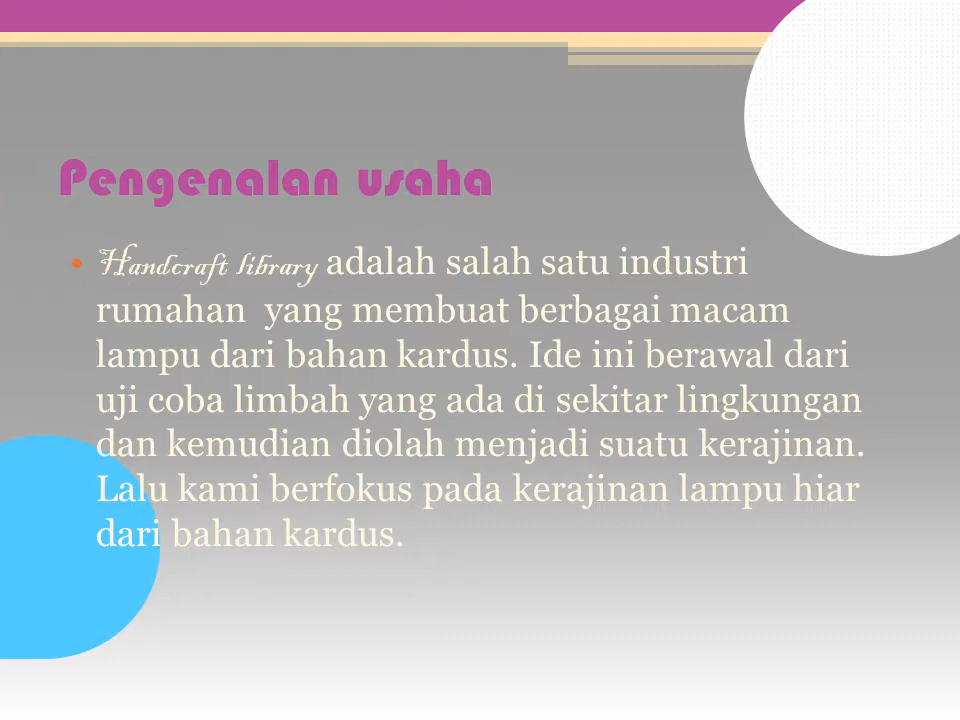 Pengenalan usaha
• Handcraft library adalah salah satu industri
rumahan  yang membuat berbagai macam
lampu dari bahan kardus. Ide ini berawal dari
uji coba limbah yang ada di sekitar lingkungan
dan kemudian diolah menjadi suatu kerajinan.
Lalu kami berfokus pada kerajinan lampu hiar
dari bahan kardus.